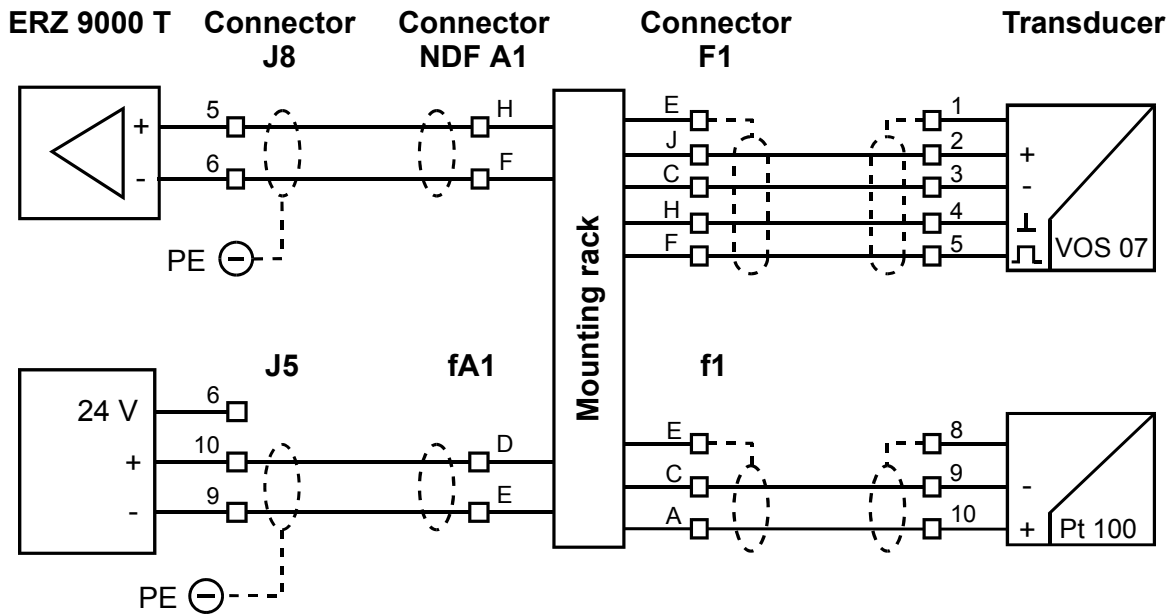 ERZ 9000 T Connector J8 Connector NDF A1 Connector F1 Transducer
+
-
5
6
H
F
PE
E
J
C
H
F
1
2
3
4
5
+
-
VOS 07
Mounting rack
J5 fA1 f1
24 V
+
-
6
10
9
D
E
PE
E
C
A
8
9
10
-
+
Pt 100